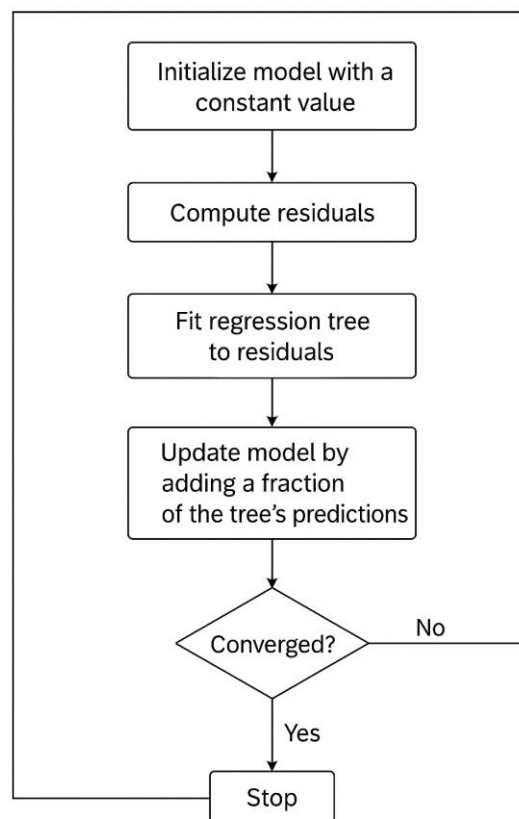 Initialize model with a
constant value
Compute residuals
Fit regression tree
to residuals
Update model by
adding a fraction
of the tree's predictions
Converged?
No
Yes
Stop